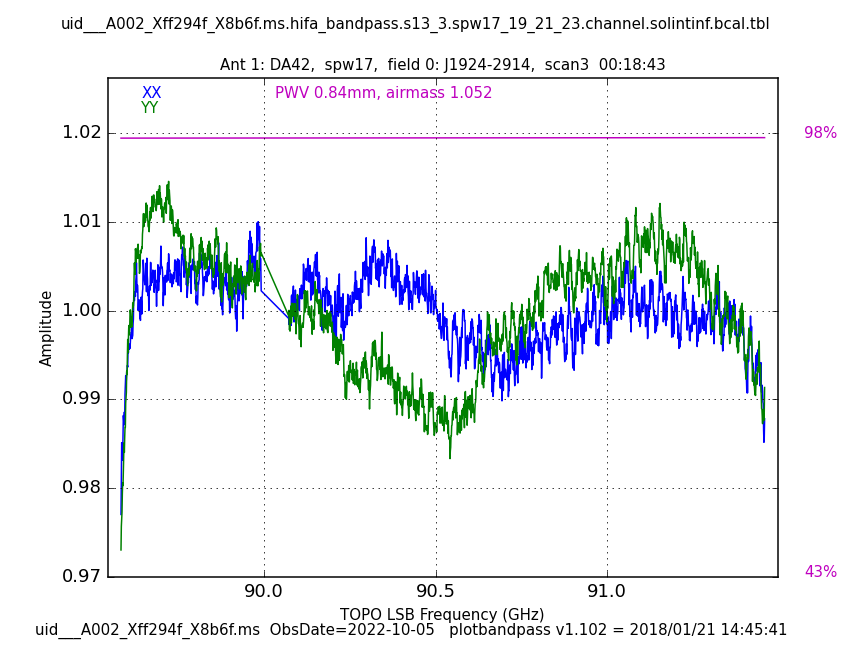 uid___A002_Xff294f_X8b6f.ms.hifa_bandpass.s13_3.spw17_19_21_23.channel.solintinf.bcal.tbl
Ant 1: DA42,  spw17,  field 0: J1924-2914,  scan3  00:18:43
XX
YY
PWV 0.84mm, airmass 1.052
98%
43%
1.02
1.01
1.00
0.99
0.98
0.97
Amplitude
90.0
90.5
91.0
TOPO LSB Frequency (GHz)
uid___A002_Xff294f_X8b6f.ms  ObsDate=2022-10-05   plotbandpass v1.102 = 2018/01/21 14:45:41